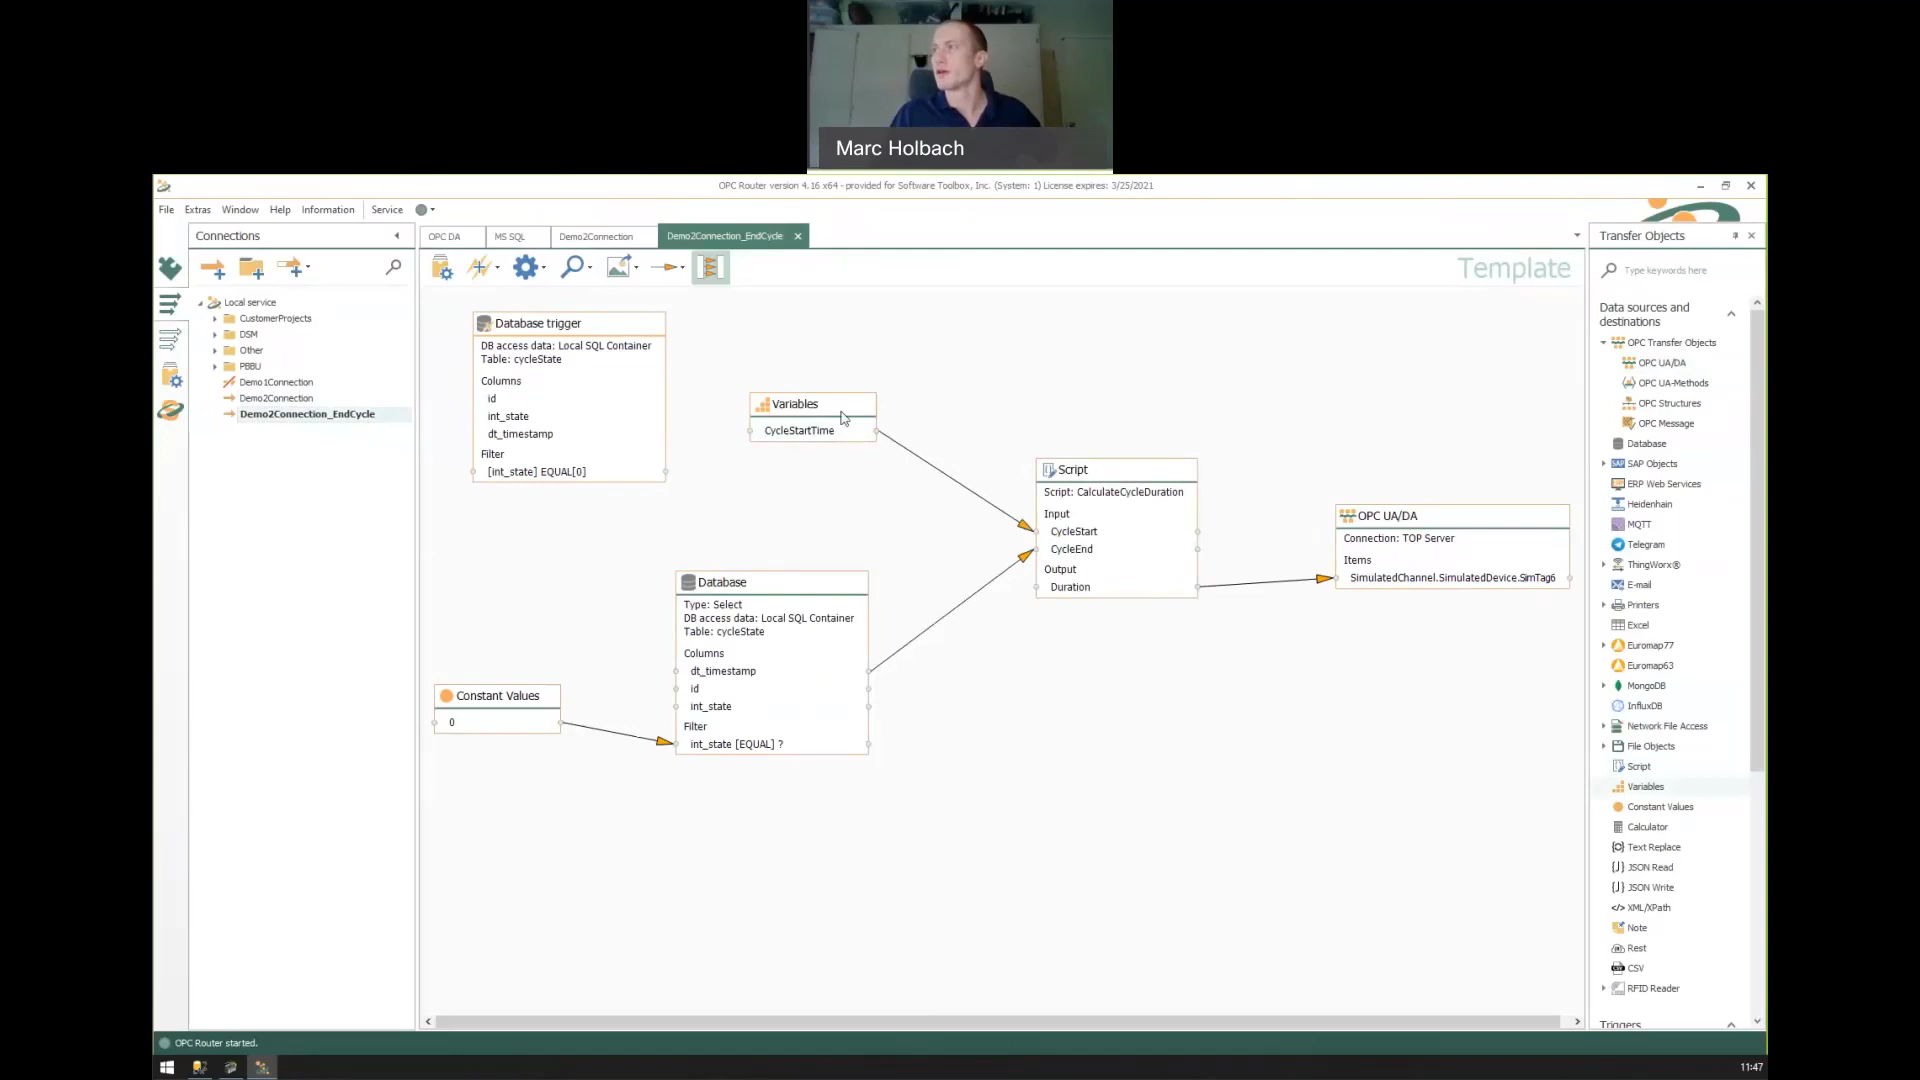 Marc Holbach
OPC Router version 4.16 x64 - provided for Software Toolbox, Inc. (System: 1) License expires: 3/25/2021
File Extras Window Help Information Service
Connections
OPC DA
MS SQL
Demo2Connection
Demo2Connection_EndCycle
Transfer Objects
Template
Type keywords here
Local service
CustomerProjects
DSM
Other
PBBU
Demo1Connection
Demo2Connection
Demo2Connection_EndCycle
Database trigger
DB access data: Local SQL Container
Table: cycleState
Columns
id
int_state
dt_timestamp
Filter
[int_state] EQUAL[0]
Variables
CycleStartTime
Script
Script: CalculateCycleDuration
Input
CycleStart
CycleEnd
Output
Duration
OPC UA/DA
Connection: TOP Server
Items
SimulatedChannel.SimulatedDevice.SimTag6
Database
Type: Select
DB access data: Local SQL Container
Table: cycleState
Columns
dt_timestamp
id
int_state
Filter
int_state [EQUAL] ?
Constant Values
0
Data sources and
destinations
OPC Transfer Objects
OPC UA/DA
OPC UA-Methods
OPC Structures
OPC Message
Database
SAP Objects
ERP Web Services
Heidenhain
MQTT
Telegram
ThingWorx®
E-mail
Printers
Excel
Euromap77
Euromap63
MongoDB
InfluxDB
Network File Access
File Objects
Script
Variables
Constant Values
Calculator
Text Replace
JSON Read
JSON Write
XML/XPath
Note
Rest
CSV
RFID Reader
Triggers
OPC Router started.
11:47